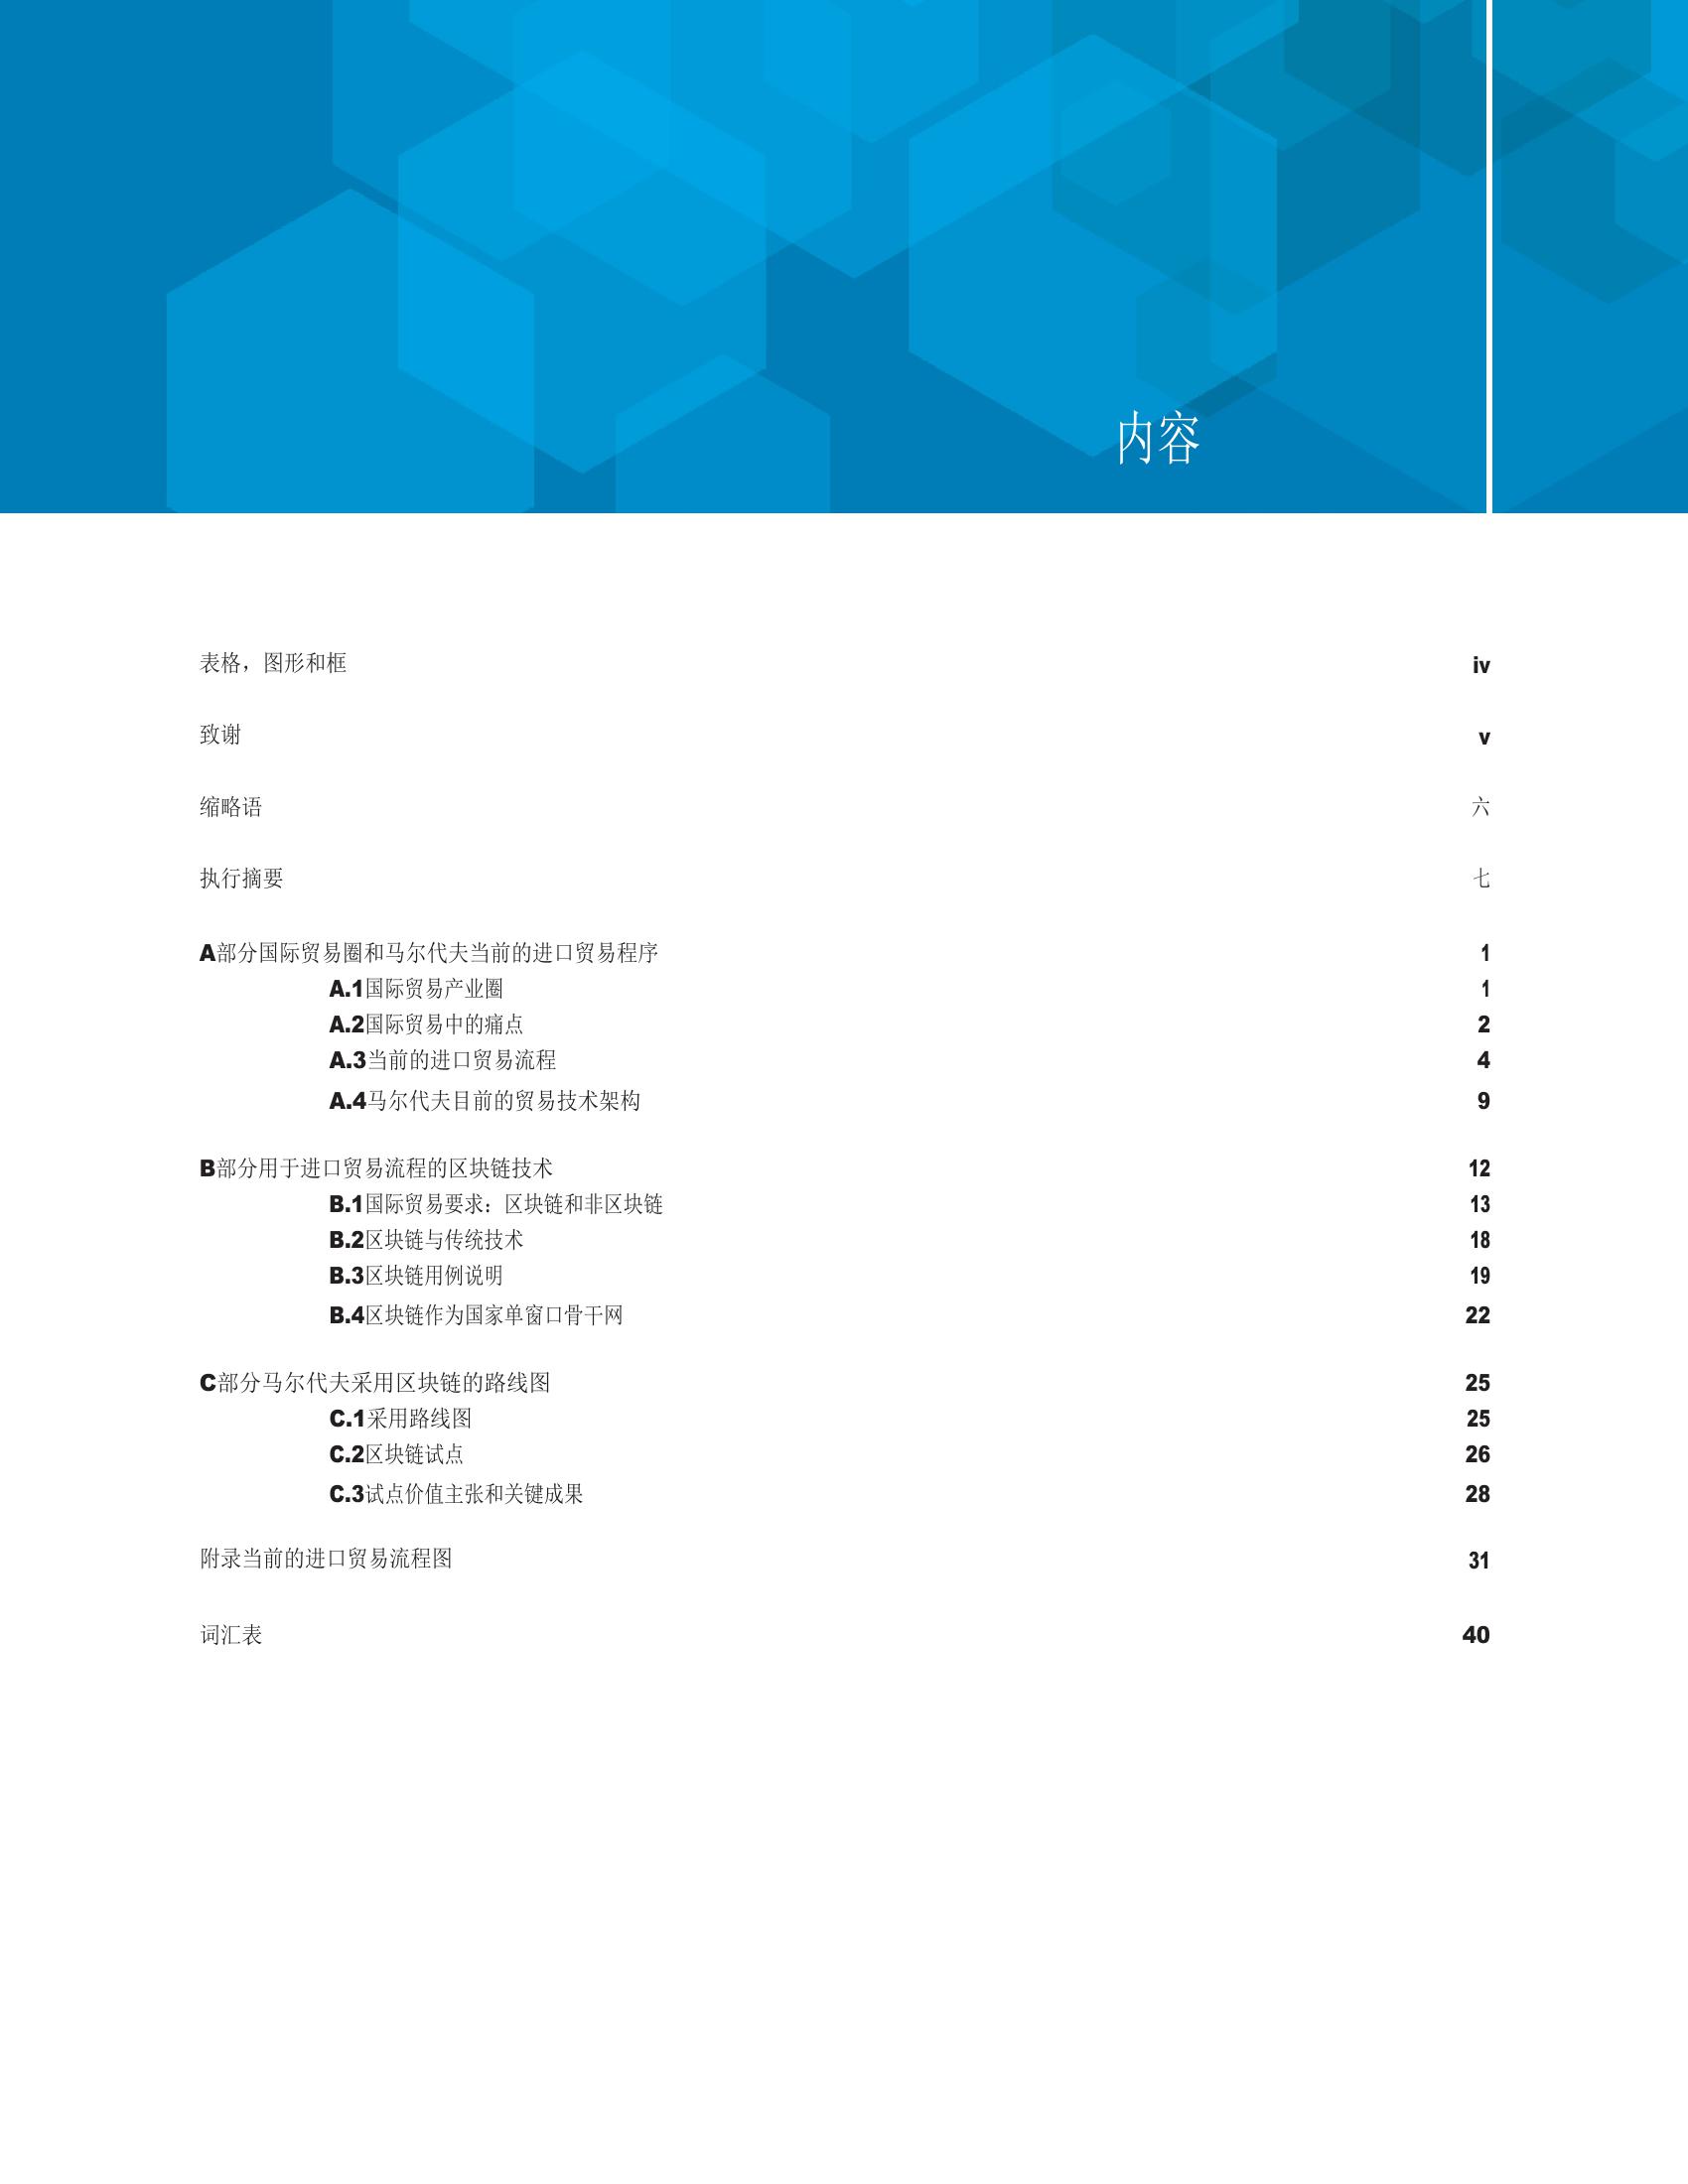 内容
表格，图形和框 iv
致谢 v
缩略语 六
执行摘要 七
A部分国际贸易圈和马尔代夫当前的进口贸易程序 1
A.1国际贸易产业圈 1
A.2国际贸易中的痛点 2
A.3当前的进口贸易流程 4
A.4马尔代夫目前的贸易技术架构 9
B部分用于进口贸易流程的区块链技术 12
B.1国际贸易要求：区块链和非区块链 13
B.2区块链与传统技术 18
B.3区块链用例说明 19
B.4区块链作为国家单窗口骨干网 22
C部分马尔代夫采用区块链的路线图 25
C.1采用路线图 25
C.2区块链试点 26
C.3试点价值主张和关键成果 28
附录当前的进口贸易流程图 31
词汇表 40